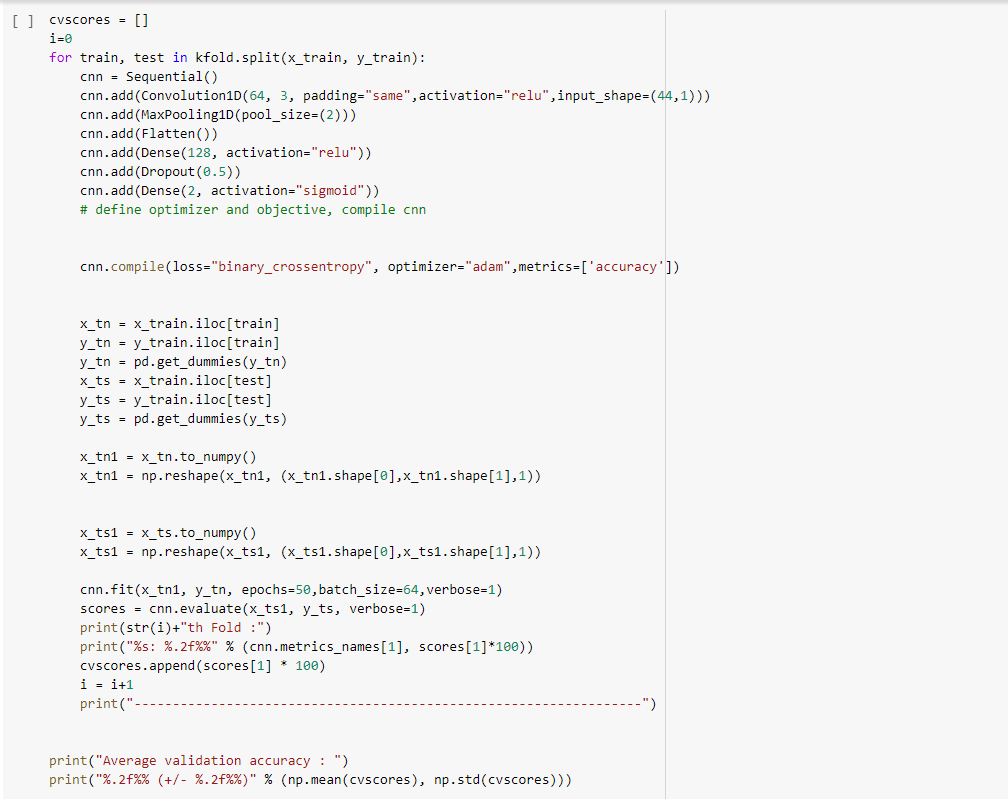 [ ] cvscores = []
i=0
for train, test in kfold.split(x_train, y_train):
    cnn = Sequential()
    cnn.add(Convolution1D(64, 3, padding="same",activation="relu",input_shape=(44,1)))
    cnn.add(MaxPooling1D(pool_size=(2)))
    cnn.add(Flatten())
    cnn.add(Dense(128, activation="relu"))
    cnn.add(Dropout(0.5))
    cnn.add(Dense(2, activation="sigmoid"))
    # define optimizer and objective, compile cnn
    cnn.compile(loss="binary_crossentropy", optimizer="adam",metrics=['accuracy'])
    x_tn = x_train.iloc[train]
    y_tn = y_train.iloc[train]
    y_tn = pd.get_dummies(y_tn)
    x_ts = x_train.iloc[test]
    y_ts = y_train.iloc[test]
    y_ts = pd.get_dummies(y_ts)
    x_tn1 = x_tn.to_numpy()
    x_tn1 = np.reshape(x_tn1, (x_tn1.shape[0],x_tn1.shape[1],1))
    x_ts1 = x_ts.to_numpy()
    x_ts1 = np.reshape(x_ts1, (x_ts1.shape[0],x_ts1.shape[1],1))
    cnn.fit(x_tn1, y_tn, epochs=50,batch_size=64,verbose=1)
    scores = cnn.evaluate(x_ts1, y_ts, verbose=1)
    print(str(i)+"th Fold :")
    print("%s: %.2f%%" % (cnn.metrics_names[1], scores[1]*100))
    cvscores.append(scores[1] * 100)
    i = i+1
    print("------------------------------------------------------------------")
print("Average validation accuracy : ")
print("%.2f%% (+/- %.2f%%)" % (np.mean(cvscores), np.std(cvscores)))